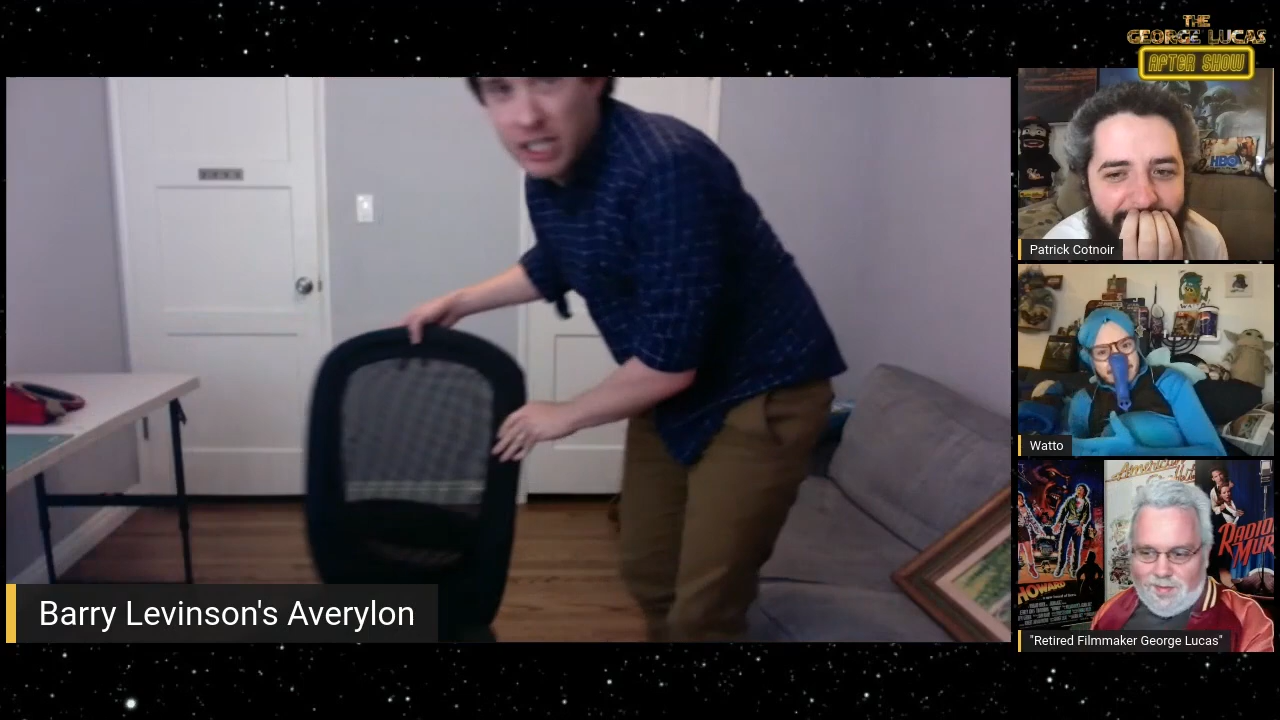 THE
GEORGE LUCAS
AFTER SHOW
HBO
Patrick Cotnoir
Watto
American
RADIO
MUR
HOWARD
"Retired Filmmaker George Lucas"
Barry Levinson's Averylon